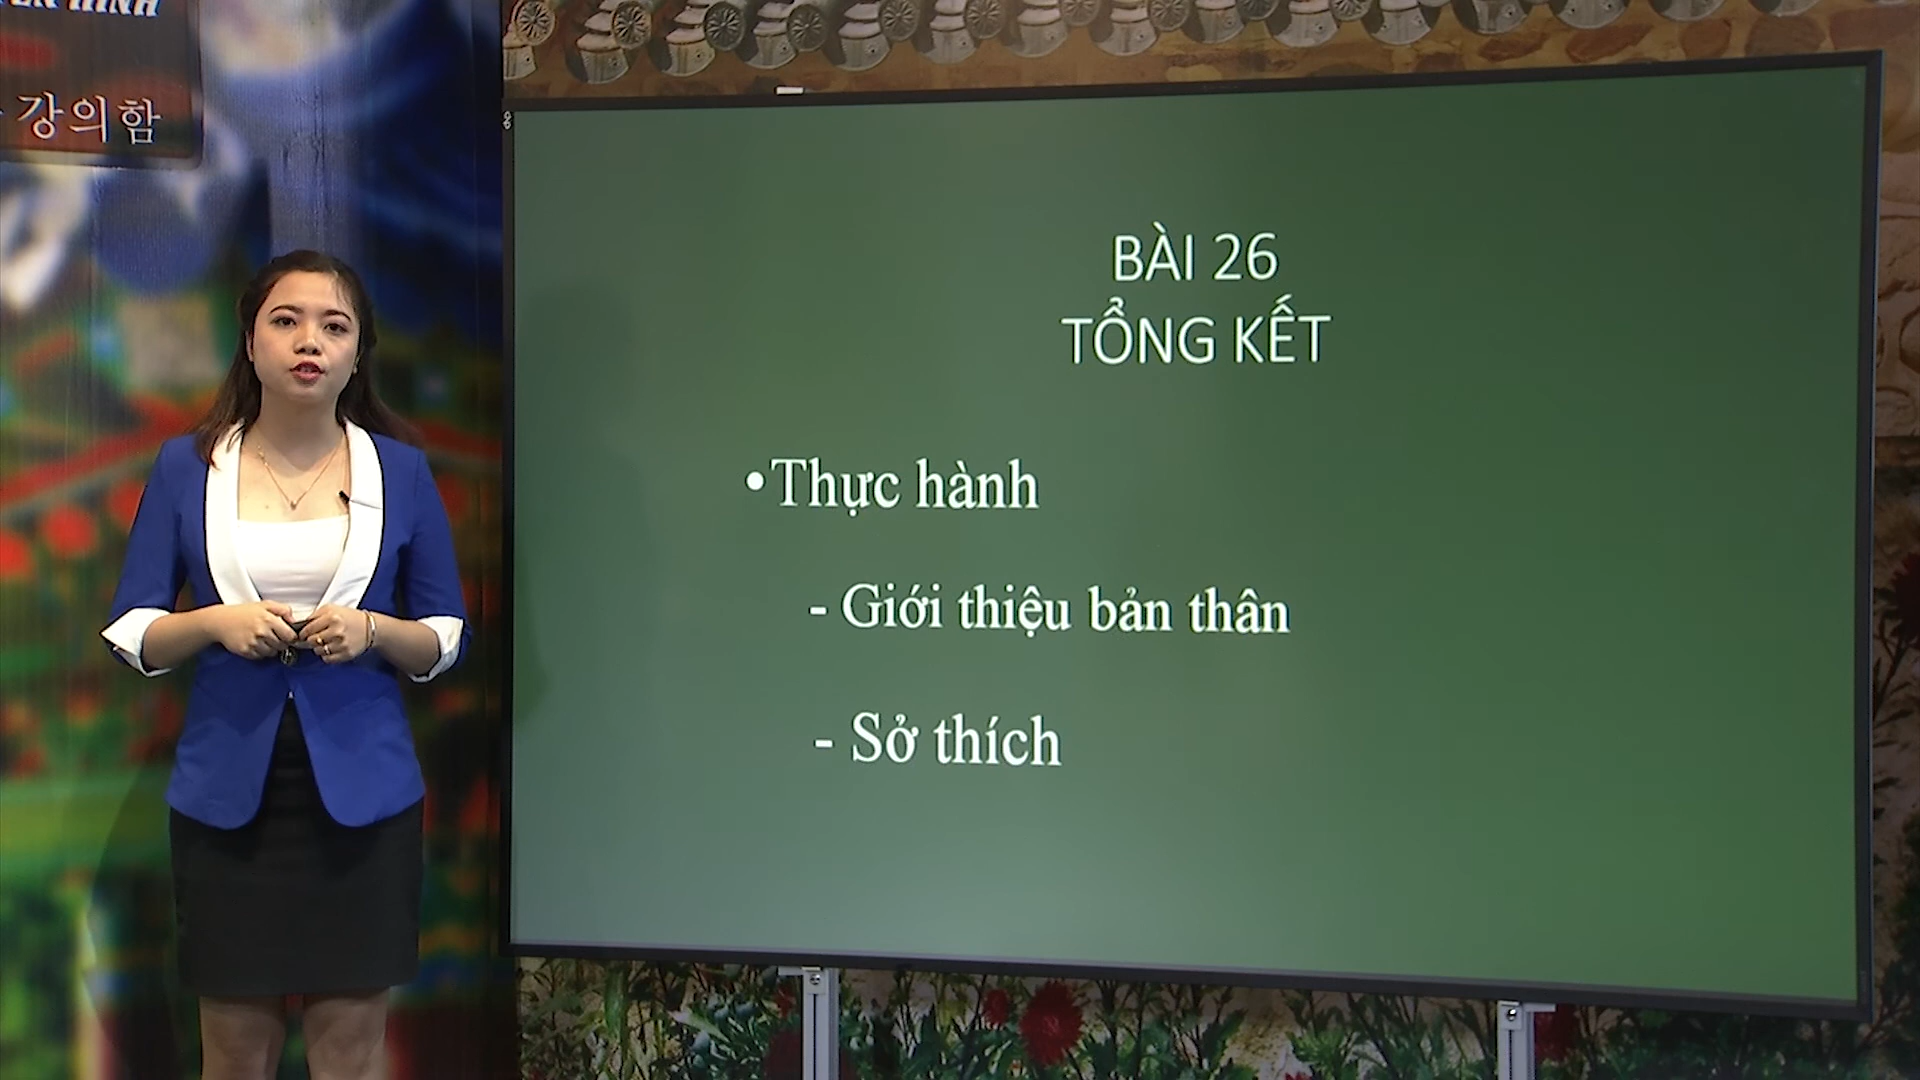 강의함
BÀI 26
TỔNG KẾT
•Thực hành
- Giới thiệu bản thân
- Sở thích